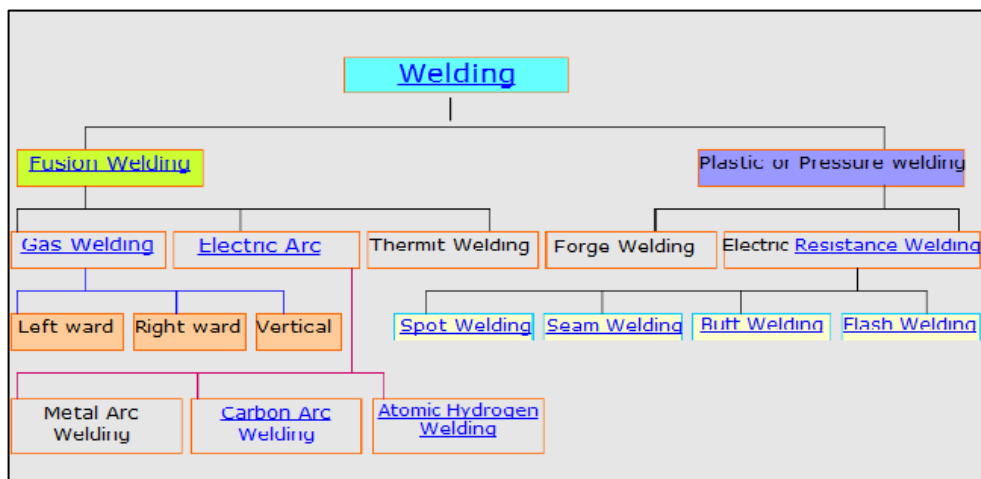 Welding
Fusion Welding
Plastic or Pressure welding
Gas Welding
Electric Arc
Thermit Welding
Forge Welding
Electric Resistance Welding
Left ward
Right ward
Vertical
Spot Welding
Seam Welding
Butt Welding
Flash Welding
Metal Arc
Welding
Carbon Arc
Welding
Atomic Hydrogen
Welding